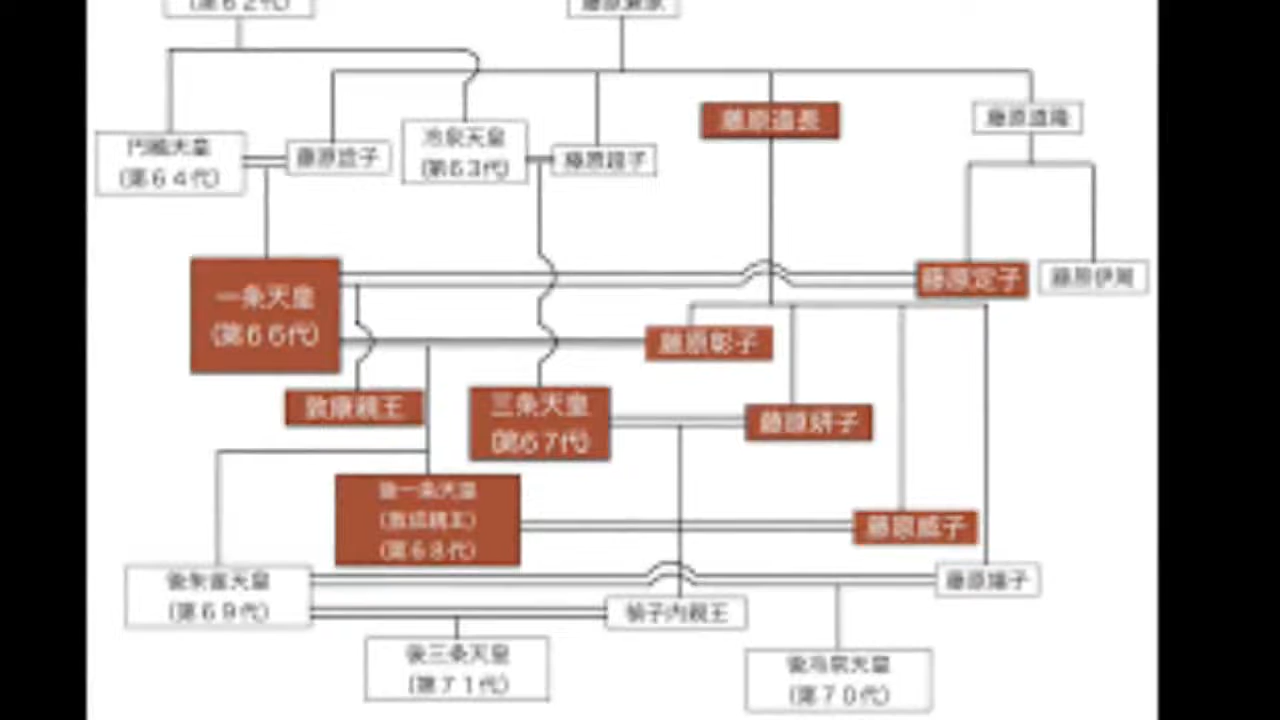 (第62代)
藤原兼家
藤原道長
藤原道隆
冷泉天皇
(第63代)
円融天皇
(第64代)
藤原詮子
藤原超子
一条天皇
(第66代)
藤原定子
藤原伊周
藤原彰子
敦康親王
三条天皇
(第67代)
藤原妍子
後一条天皇
(敦成親王)
(第68代)
藤原威子
後朱雀天皇
(第69代)
藤原嬉子
禎子内親王
後三条天皇
(第71代)
後冷泉天皇
(第70代)